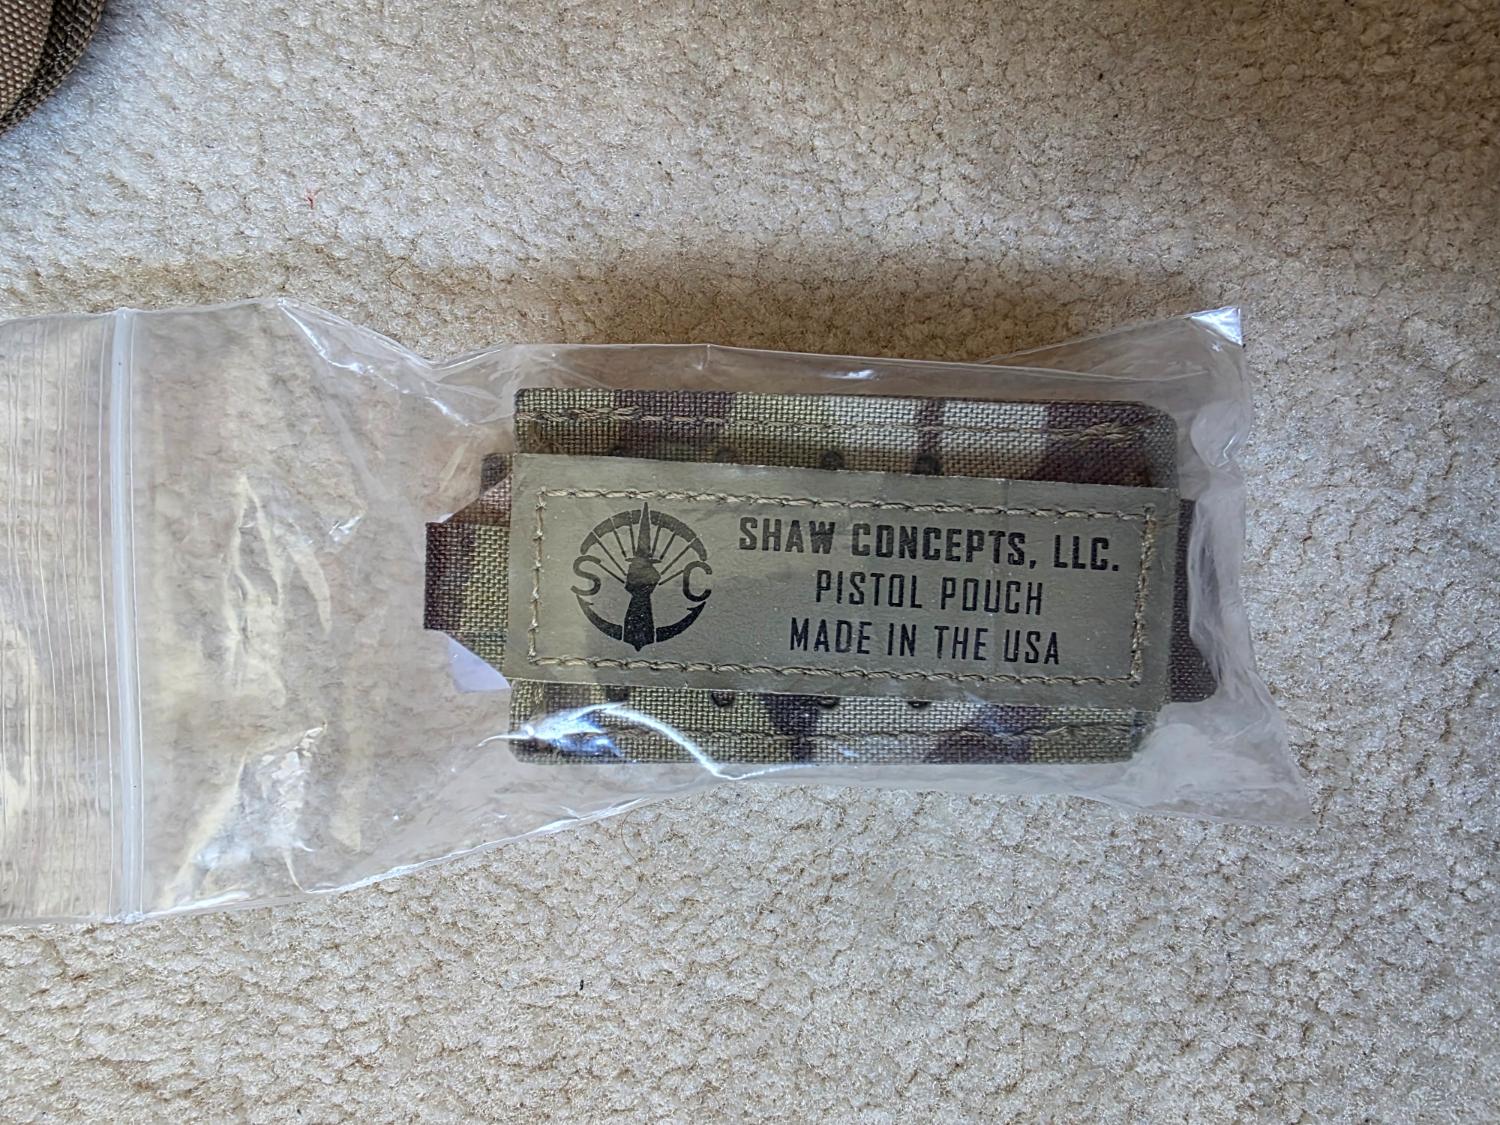 S C
SHAW CONCEPTS, LLC.
PISTOL POUCH
MADE IN THE USA